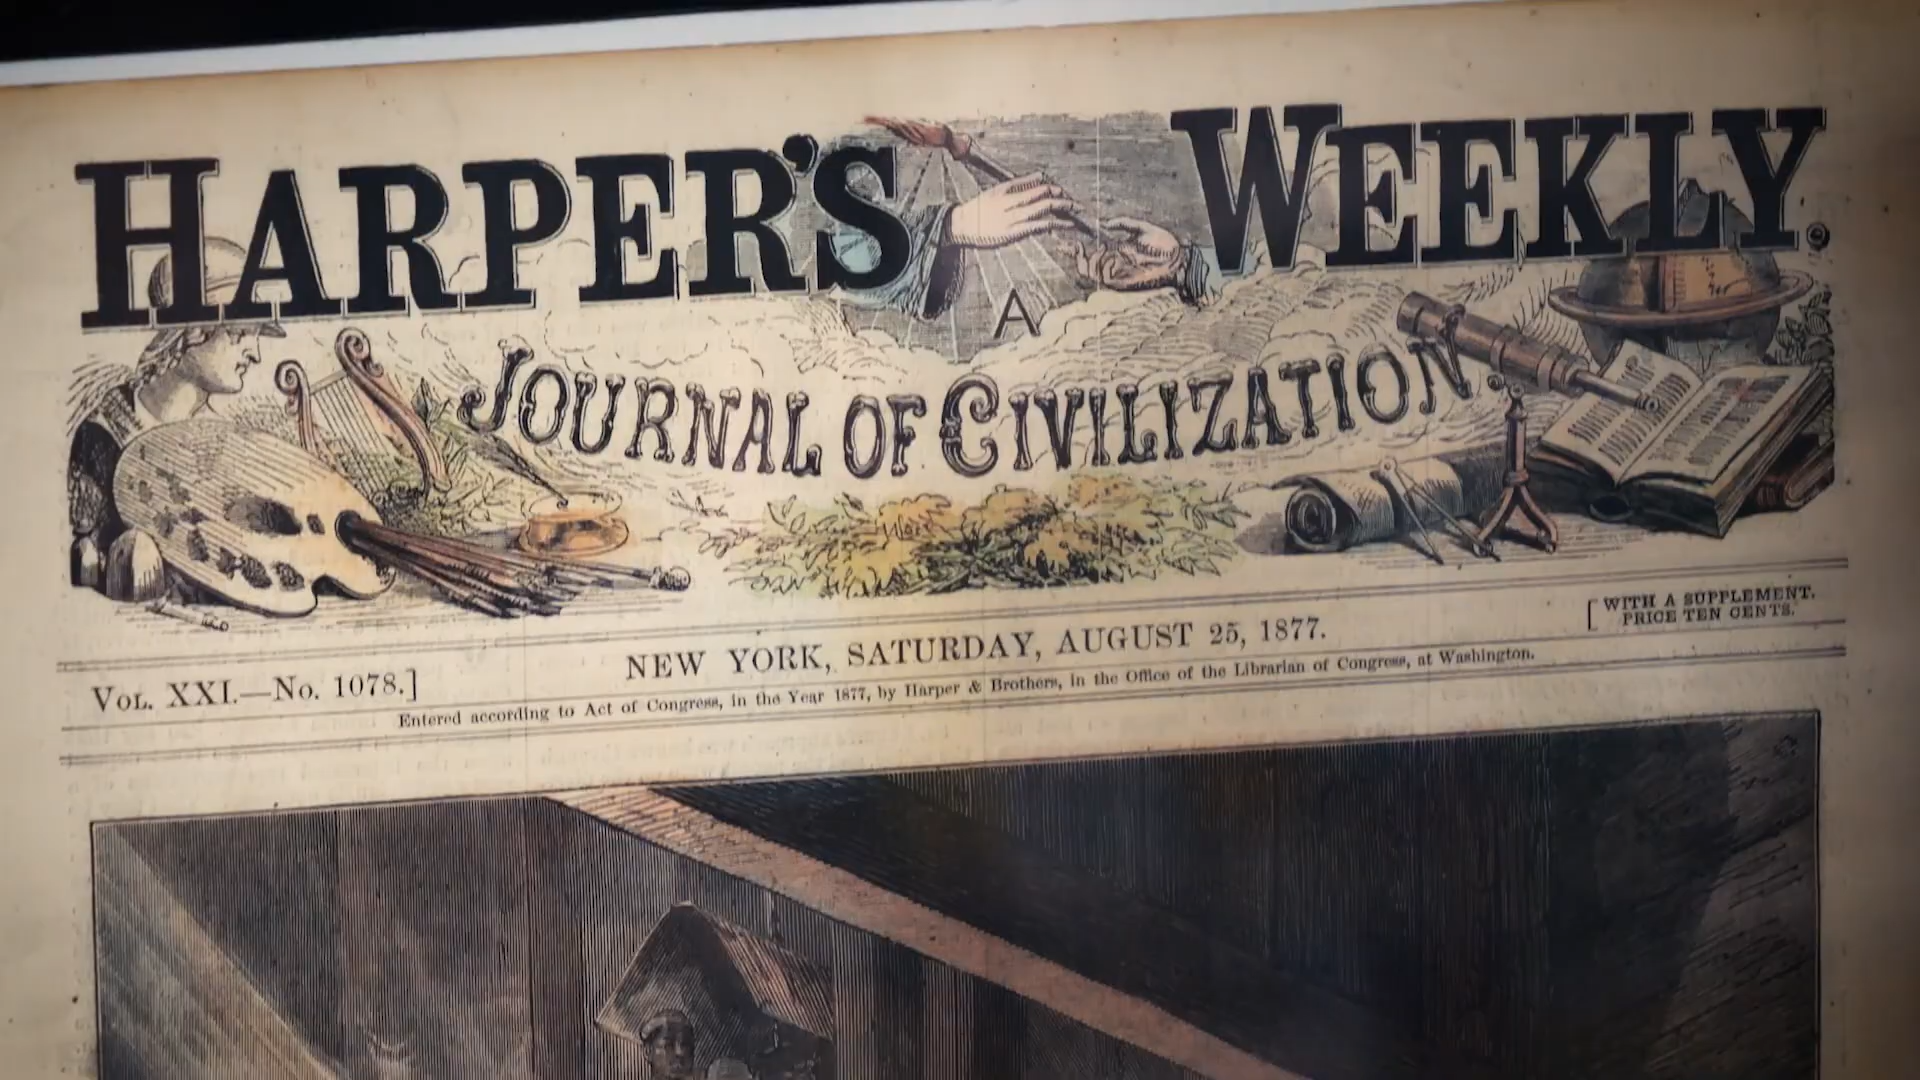 HARPER'S WEEKLY.
A
JOURNAL OF CIVILIZATION
VOL. XXI.—NO. 1078.]
NEW YORK, SATURDAY, AUGUST 25, 1877.
[WITH A SUPPLEMENT.
PRICE TEN CENTS.
Entered according to Act of Congress, in the Year 1877, by Harper & Brothers, in the Office of the Librarian of Congress, at Washington.